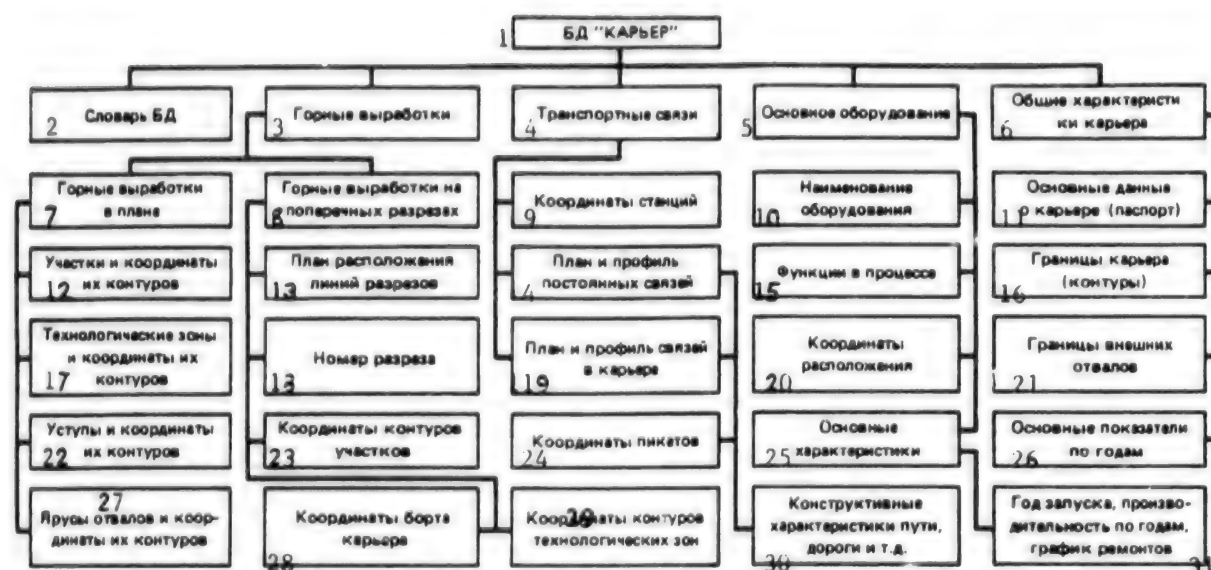 1 БД "КАРЬЕР"
2 Словарь БД
3 Горные выработки
4 Транспортные связи
5 Основное оборудование
6 Общие характеристи
ки карьера
7 Горные выработки
в плана
8 Горные выработки на
поперечных разрезах
9 Координаты станций
10 Наименование
оборудования
11 Основные данные
о карьере (паспорт)
12 Участки и координаты
их контуров
13 План расположения
линий разрезов
4 План и профиль
постоянных связей
15 Функции в процессе
16 Границы карьера
(контуры)
17 Технологические зоны
и координаты их
контуров
18 Номер разреза
19 План и профиль связей
в карьере
20 Координаты
расположения
21 Границы внешних
отвалов
22 Уступы и координаты
их контуров
23 Координаты контуров
участков
24 Координаты пикетов
25 Основные
характеристики
26 Основные показатели
по годам
27
Ярусы отвалов и коор-
динаты их контуров
28 Координаты борта
карьера
29 Координаты контуров
технологических зон
30 Конструктивные
характеристики пути,
дороги и т.д.
31 Год запуска, произво-
дительность по годам,
график ремонтов